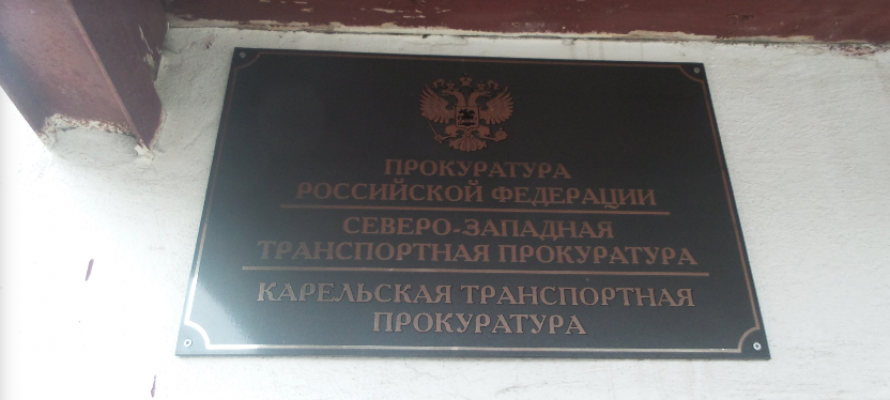 ПРОКУРАТУРА
РОССИЙСКОЙ ФЕДЕРАЦИИ
СЕВЕРО-ЗАПАДНАЯ
ТРАНСПОРТНАЯ ПРОКУРАТУРА
КАРЕЛЬСКАЯ ТРАНСПОРТНАЯ
ПРОКУРАТУРА